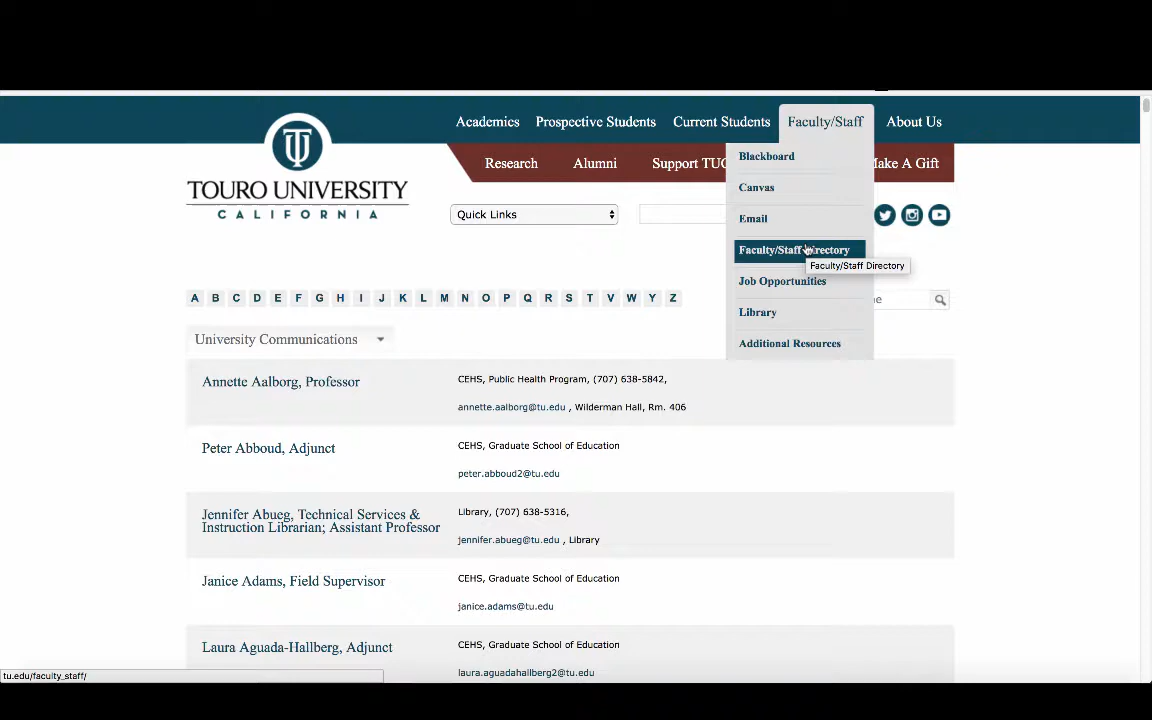 Academics Prospective Students Current Students Faculty/Staff About Us
Research Alumni Support TUC Make A Gift
TOURO UNIVERSITY
CALIFORNIA
Quick Links
Blackboard
Canvas
Email
Faculty/Staff Directory
Faculty/Staff Directory
Job Opportunities
Library
Additional Resources
A B C D E F G H I J K L M N O P Q R S T V W Y Z
University Communications
Annette Aalborg, Professor
CEHS, Public Health Program, (707) 638-5842,
annette.aalborg@tu.edu , Wilderman Hall, Rm. 406
Peter Abboud, Adjunct
CEHS, Graduate School of Education
peter.abboud2@tu.edu
Jennifer Abueg, Technical Services &
Instruction Librarian; Assistant Professor
Library, (707) 638-5316,
jennifer.abueg@tu.edu , Library
Janice Adams, Field Supervisor
CEHS, Graduate School of Education
janice.adams@tu.edu
Laura Aguada-Hallberg, Adjunct
CEHS, Graduate School of Education
laura.aguadahallberg2@tu.edu
tu.edu/faculty_staff/